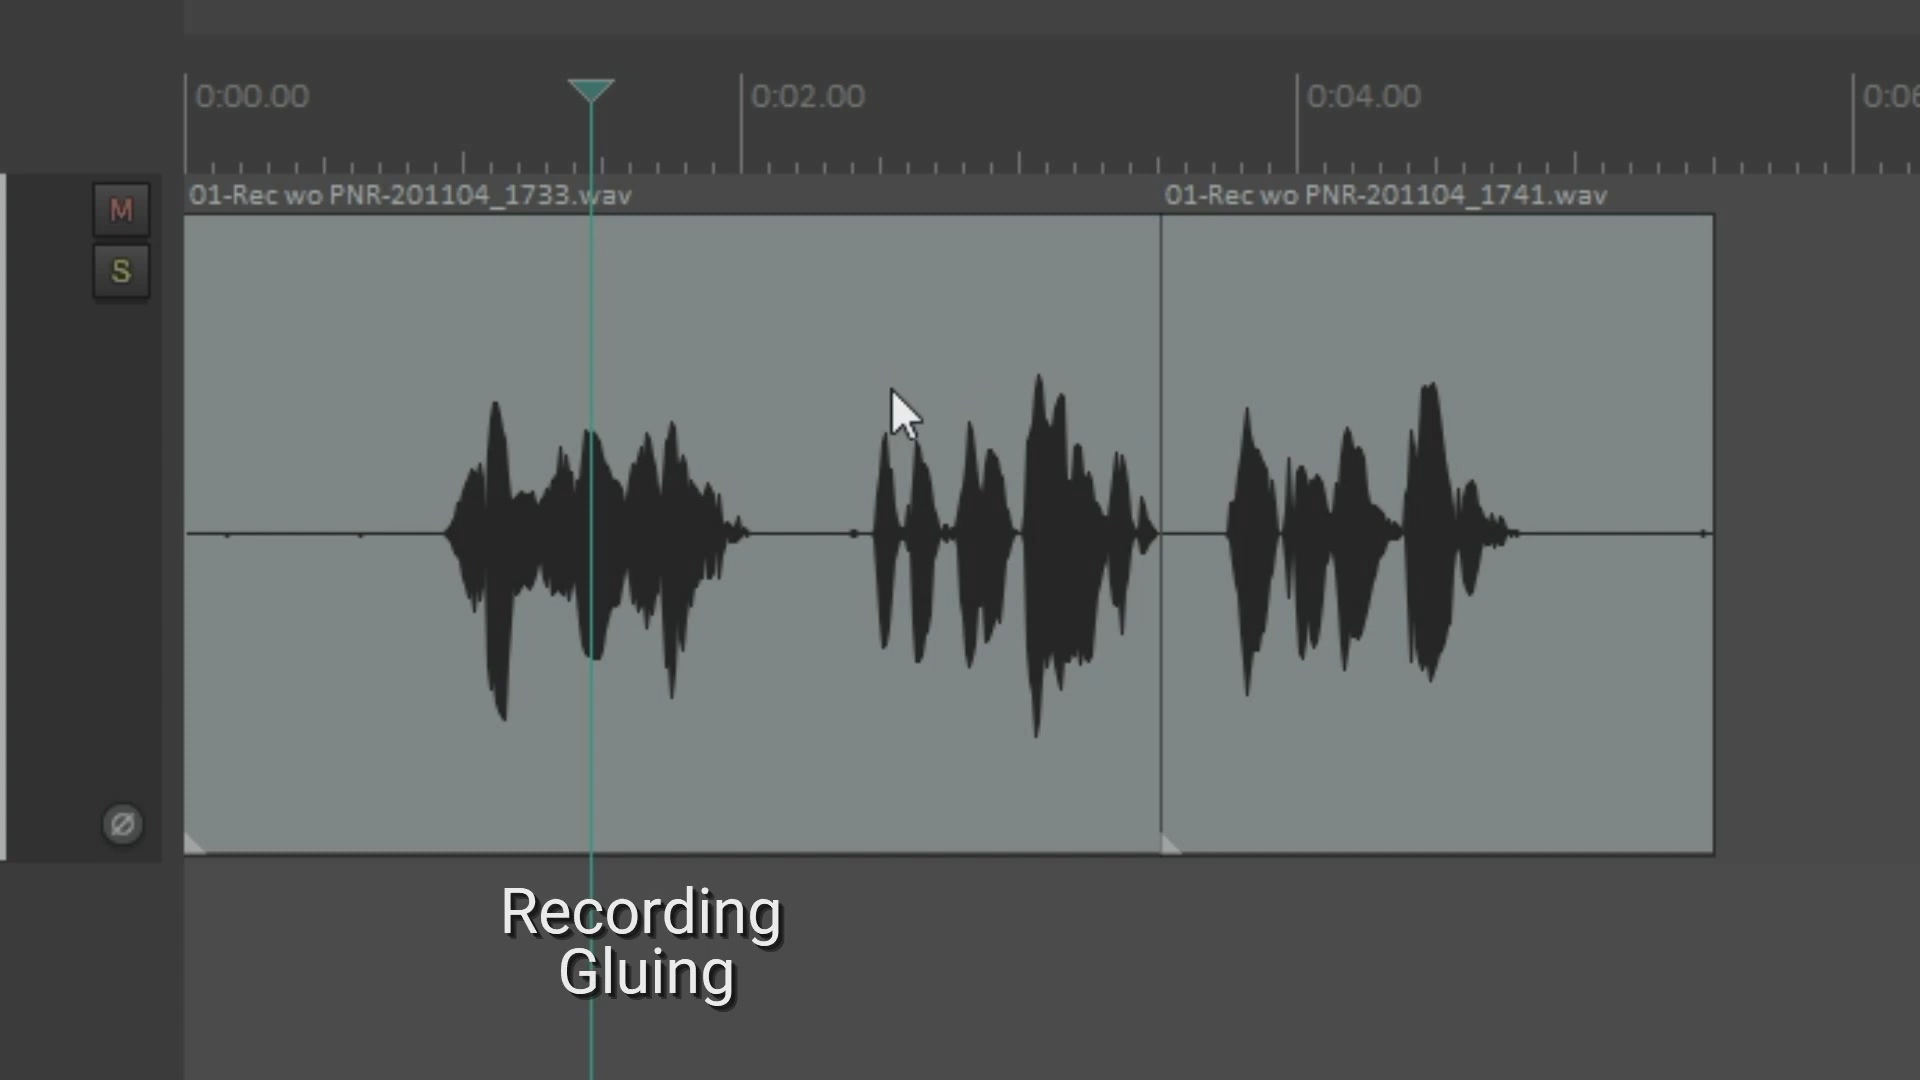 0:00.00 0:02.00 0:04.00 0:06
01-Rec wo PNR-201104_1733.wav 01-Rec wo PNR-201104_1741.wav
M
S
Recording
Gluing